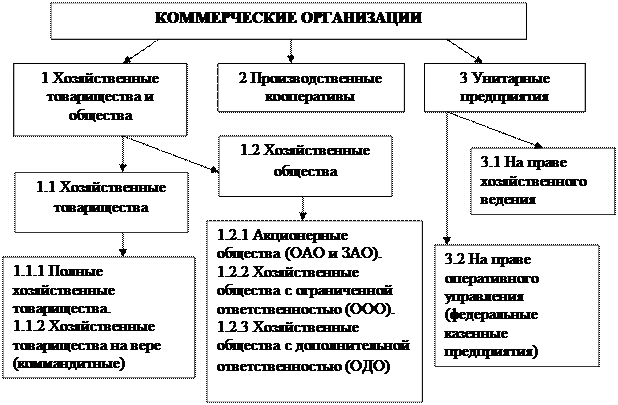 КОММЕРЧЕСКИЕ ОРГАНИЗАЦИИ
1 Хозяйственные
товарищества и
общества
2 Производственные
кооперативы
3 Унитарные
предприятия
1.1 Хозяйственные
товарищества
1.2 Хозяйственные
общества
3.1 На праве
хозяйственного
ведения
1.1.1 Полные
хозяйственные
товарищества.
1.1.2 Хозяйственные
товарищества на вере
(коммандитные)
1.2.1 Акционерные
общества (ОАО и ЗАО).
1.2.2 Хозяйственные
общества с ограниченной
ответственностью (ООО).
1.2.3 Хозяйственные
общества с дополнительной
ответственностью (ОДО)
3.2 На праве
оперативного
управления
(федеральные
казенные
предприятия)